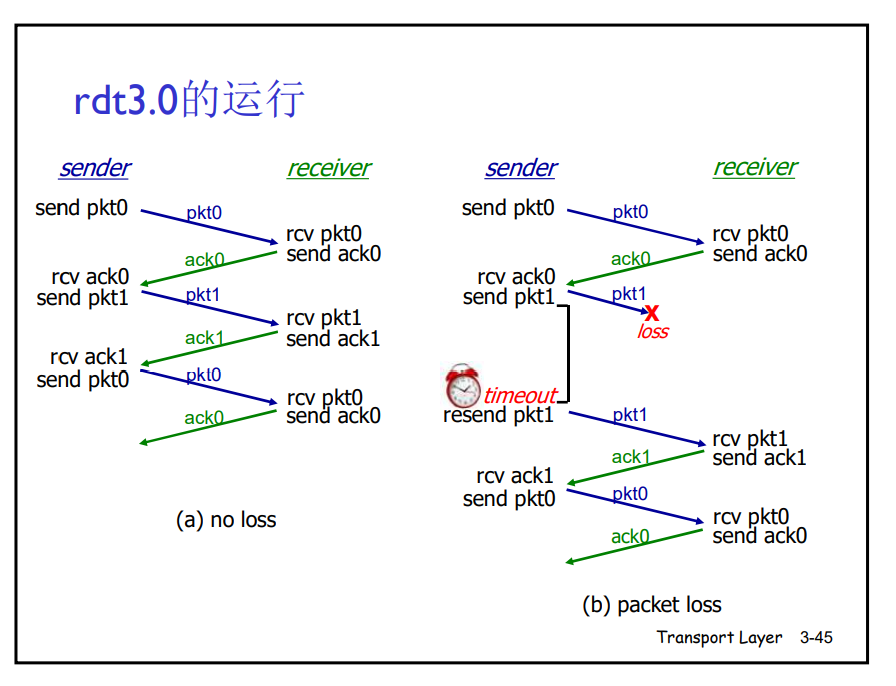 rdt3.0的运行
sender
receiver
send pkt0
pkt0
rcv pkt0
send ack0
ack0
rcv ack0
send pkt1
pkt1
rcv pkt1
send ack1
ack1
rcv ack1
send pkt0
pkt0
rcv pkt0
send ack0
ack0
(a) no loss
sender
receiver
send pkt0
pkt0
rcv pkt0
send ack0
ack0
rcv ack0
send pkt1
pkt1
X
loss
timeout
resend pkt1
pkt1
rcv pkt1
send ack1
ack1
rcv ack1
send pkt0
pkt0
rcv pkt0
send ack0
ack0
(b) packet loss
Transport Layer 3-45